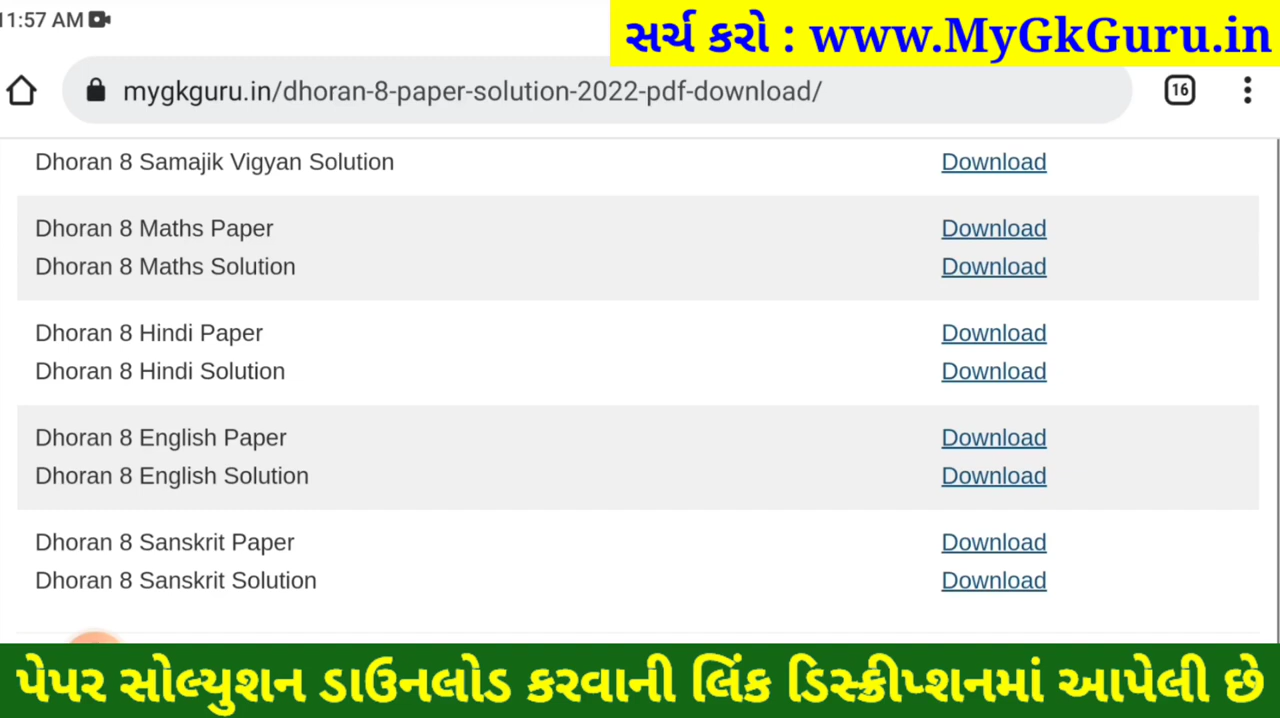 11:57 AM
સર્ચ કરો : www.MyGkGuru.in
mygkguru.in/dhoran-8-paper-solution-2022-pdf-download/
16
Dhoran 8 Samajik Vigyan Solution Download
Dhoran 8 Maths Paper Download
Dhoran 8 Maths Solution Download
Dhoran 8 Hindi Paper Download
Dhoran 8 Hindi Solution Download
Dhoran 8 English Paper Download
Dhoran 8 English Solution Download
Dhoran 8 Sanskrit Paper Download
Dhoran 8 Sanskrit Solution Download
પેપર સોલ્યુશન ડાઉનલોડ કરવાની લિંક ડિસ્ક્રીપ્શનમાં આપેલી છે